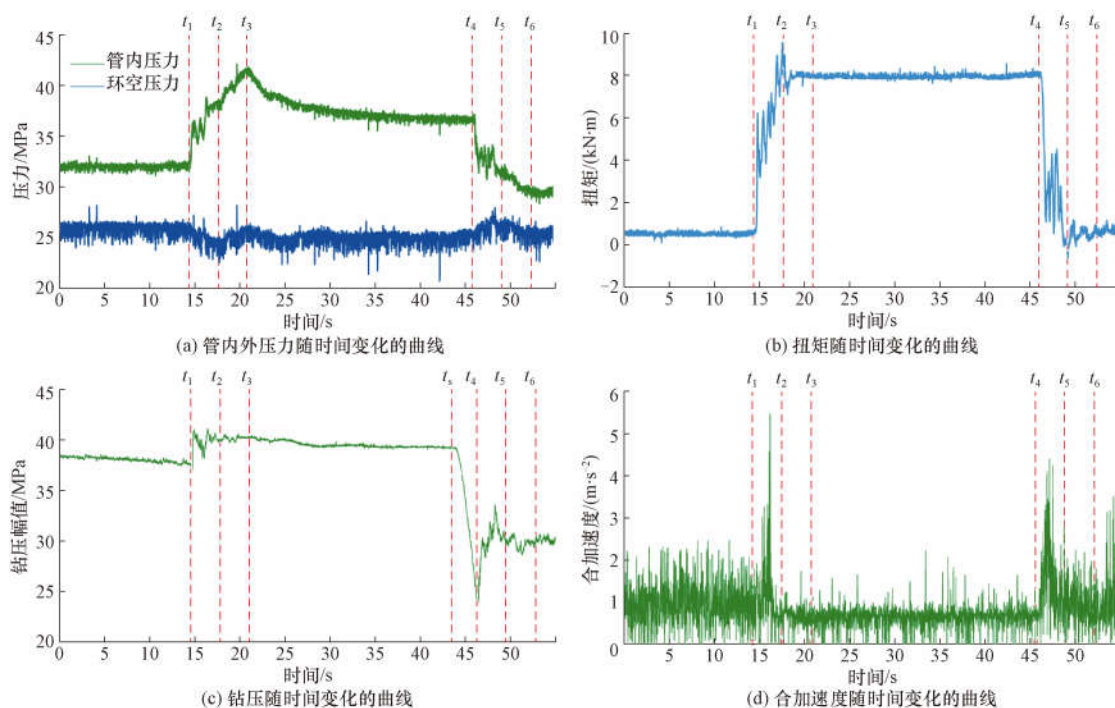 t1 t2 t3 t4 t5 t6
45
40
35
30
25
20
压力/MPa
管内压力
环空压力
0 5 10 15 20 25 30 35 40 45 50
时间/s
(a) 管内外压力随时间变化的曲线
t1 t2 t3 t4 t5 t6
10
8
6
4
2
0
−2
扭矩/(kN·m)
0 5 10 15 20 25 30 35 40 45 50
时间/s
(b) 扭矩随时间变化的曲线
t1 t2 t3 ts t4 t5 t6
45
40
35
30
25
20
钻压幅值/MPa
0 5 10 15 20 25 30 35 40 45 50
时间/s
(c) 钻压随时间变化的曲线
t1 t2 t3 t4 t5 t6
6
5
4
3
2
1
0
合加速度/(m·s−2)
0 5 10 15 20 25 30 35 40 45 50
时间/s
(d) 合加速度随时间变化的曲线